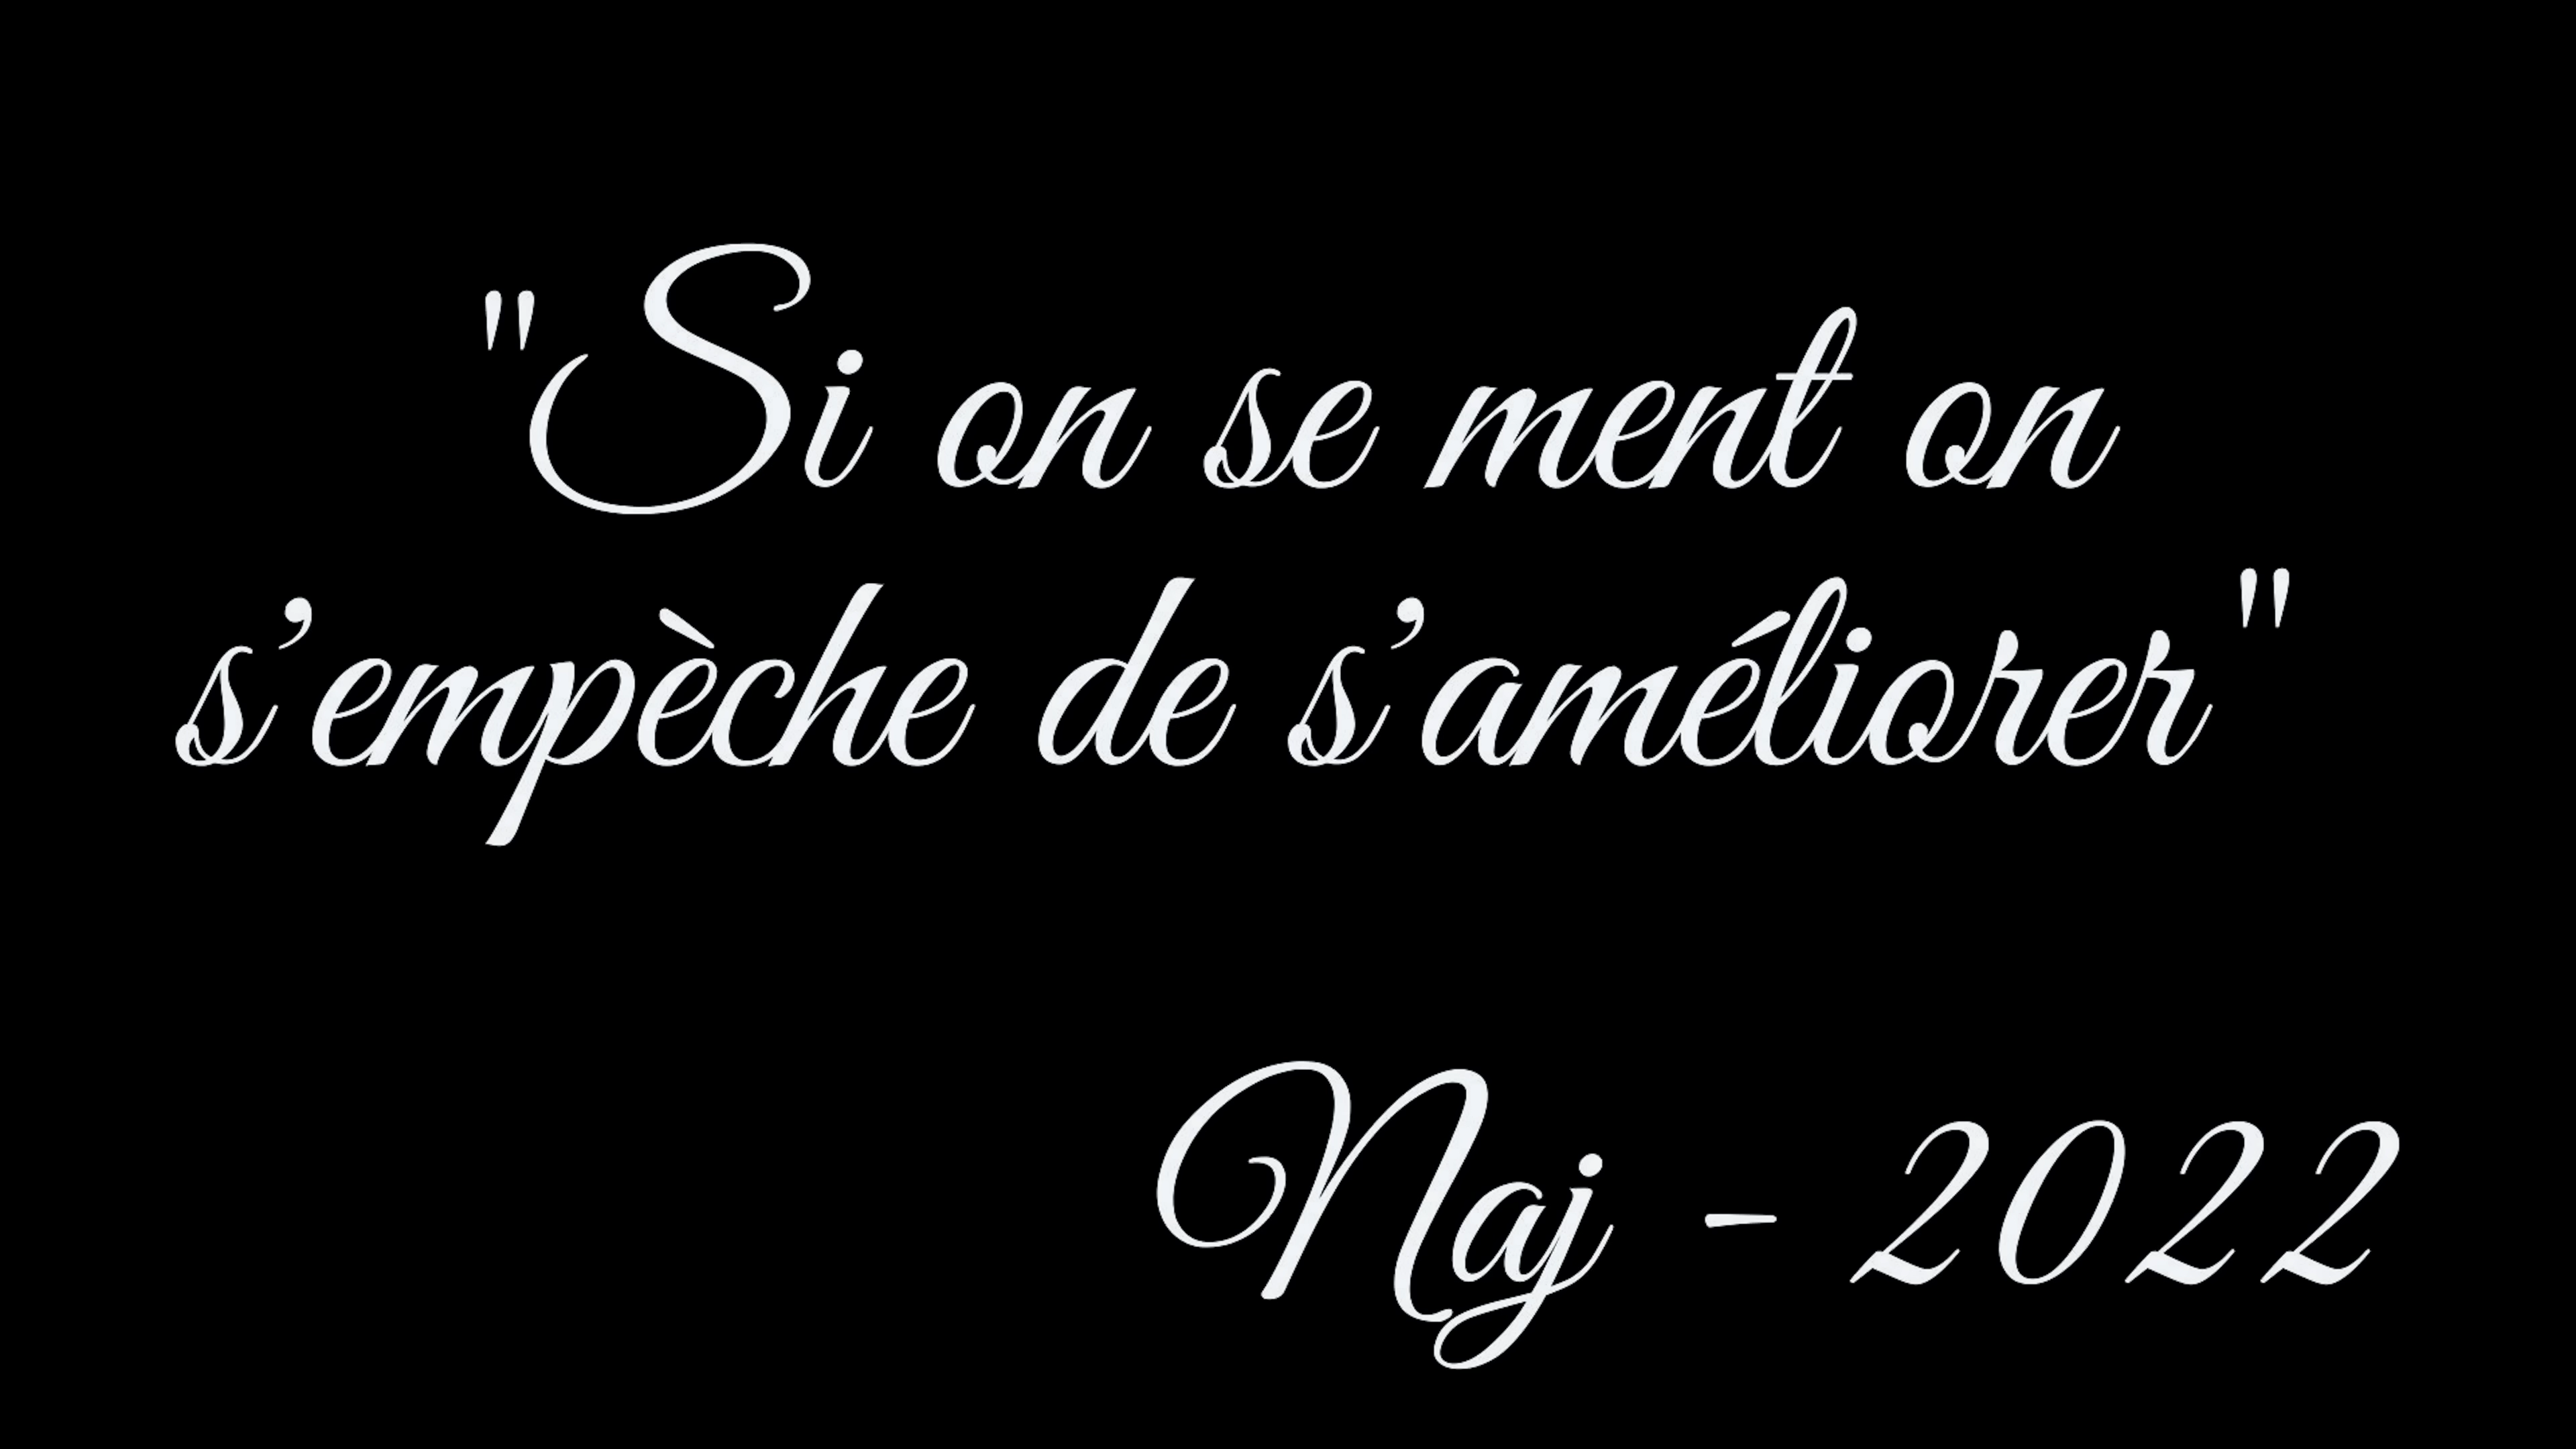 "Si on se ment on
s’empèche de s’améliorer"
Naj - 2022